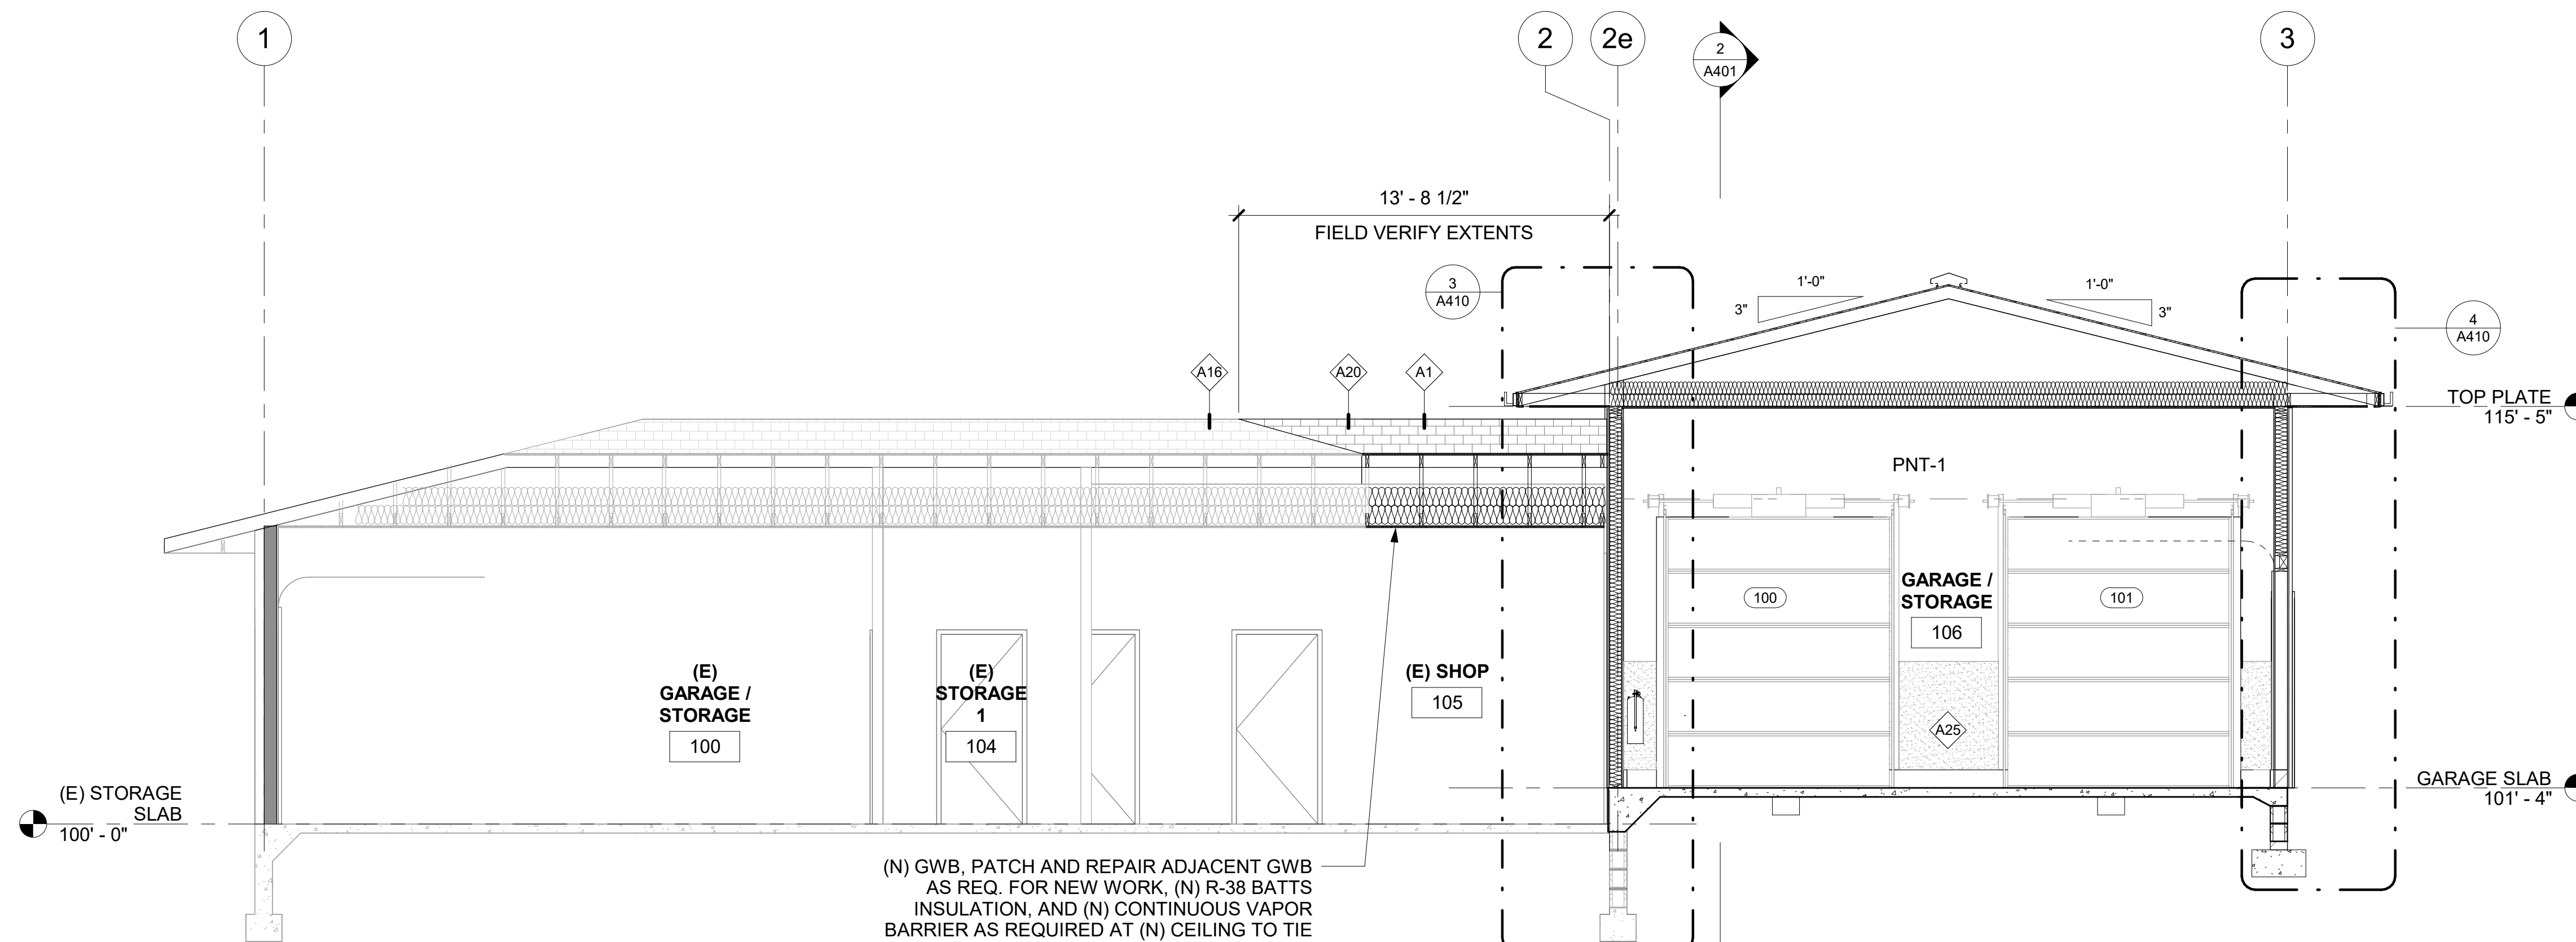 1
2
2e
3
2
A401
13' - 8 1/2"
FIELD VERIFY EXTENTS
3
A410
1'-0"
3"
1'-0"
3"
4
A410
A16
A20
A1
TOP PLATE
115' - 5"
PNT-1
100
GARAGE /
STORAGE
106
101
A25
(E)
GARAGE /
STORAGE
100
(E)
STORAGE
1
104
(E) SHOP
105
(E) STORAGE
SLAB
100' - 0"
GARAGE SLAB
101' - 4"
(N) GWB, PATCH AND REPAIR ADJACENT GWB
AS REQ. FOR NEW WORK, (N) R-38 BATTS
INSULATION, AND (N) CONTINUOUS VAPOR
BARRIER AS REQUIRED AT (N) CEILING TO TIE